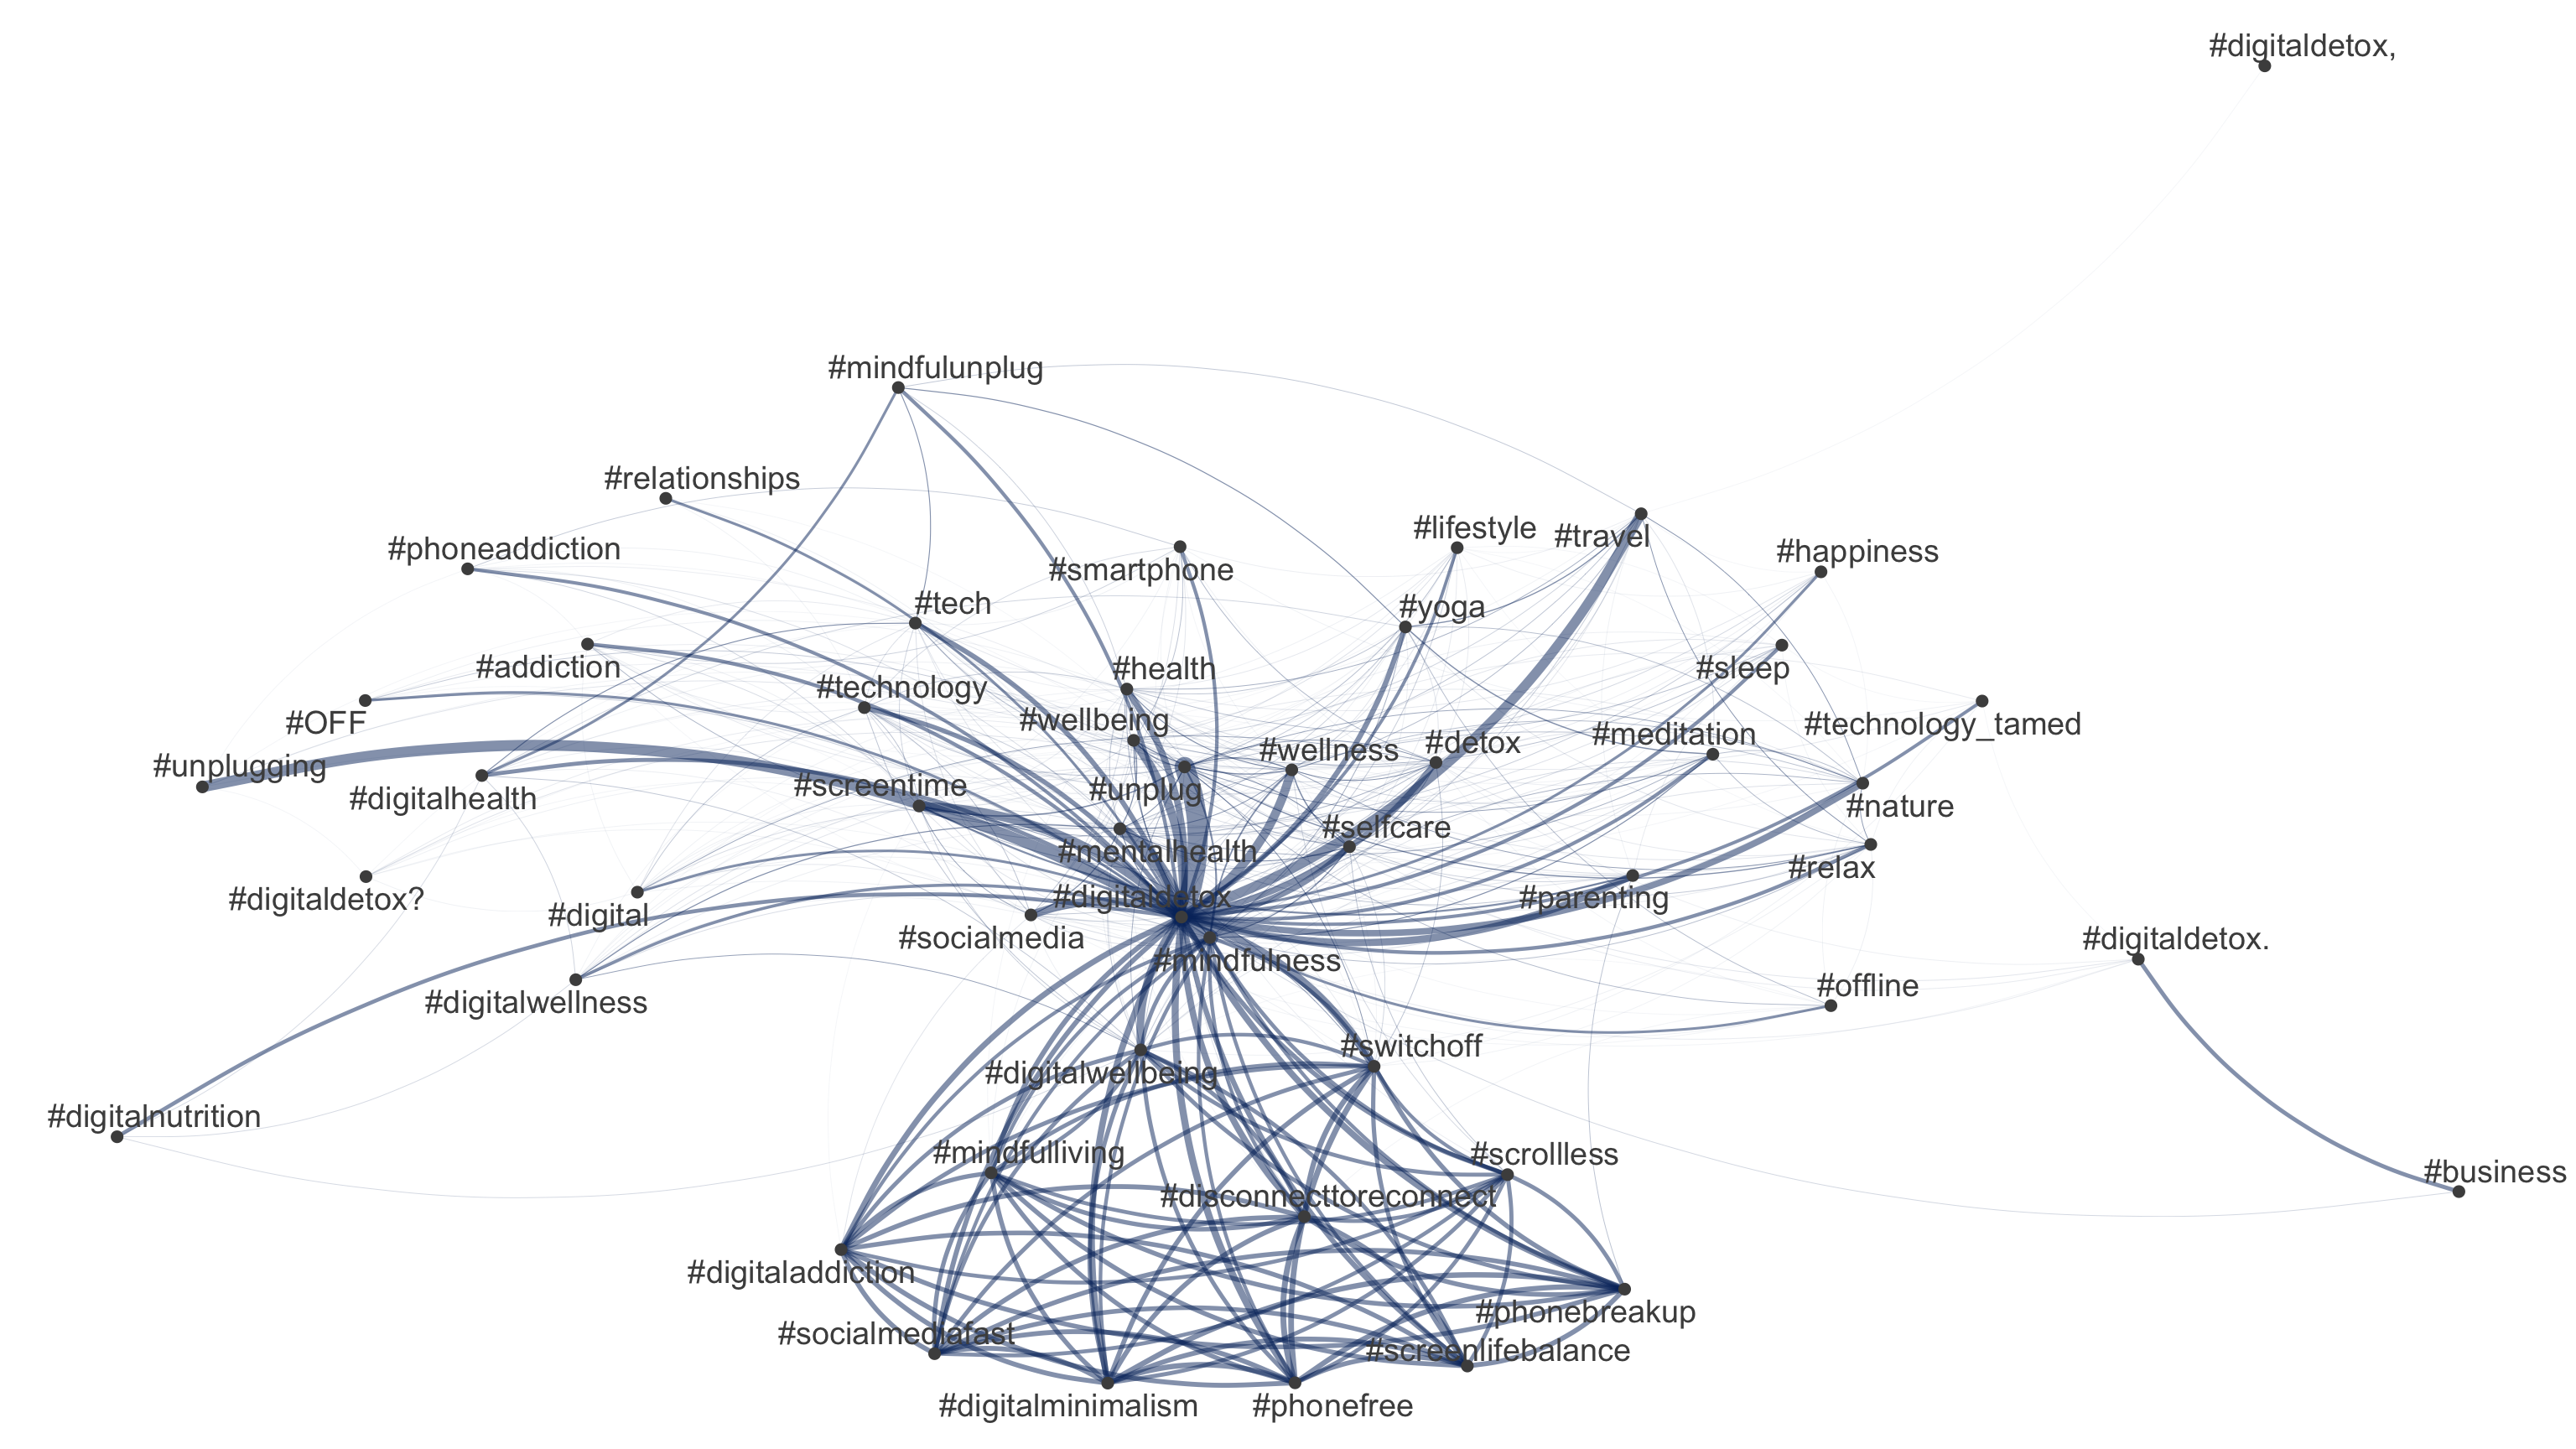 #digitaldetox,
#mindfulunplug
#relationships
#lifestyle
#travel
#phoneaddiction
#happiness
#smartphone
#tech
#yoga
#addiction
#health
#sleep
#technology
#OFF
#wellbeing
#technology_tamed
#meditation
#detox
#wellness
#unplugging
#screentime
#unplug
#digitalhealth
#nature
#selfcare
#mentalhealth
#relax
#digitaldetox?
#digitaldetox
#parenting
#digital
#socialmedia
#digitaldetox.
#mindfulness
#offline
#digitalwellness
#switchoff
#digitalwellbeing
#digitalnutrition
#mindfulliving
#scrollless
#business
#disconnecttoreconnect
#digitaladdiction
#phonebreakup
#socialmediafast
#screenlifebalance
#digitalminimalism
#phonefree